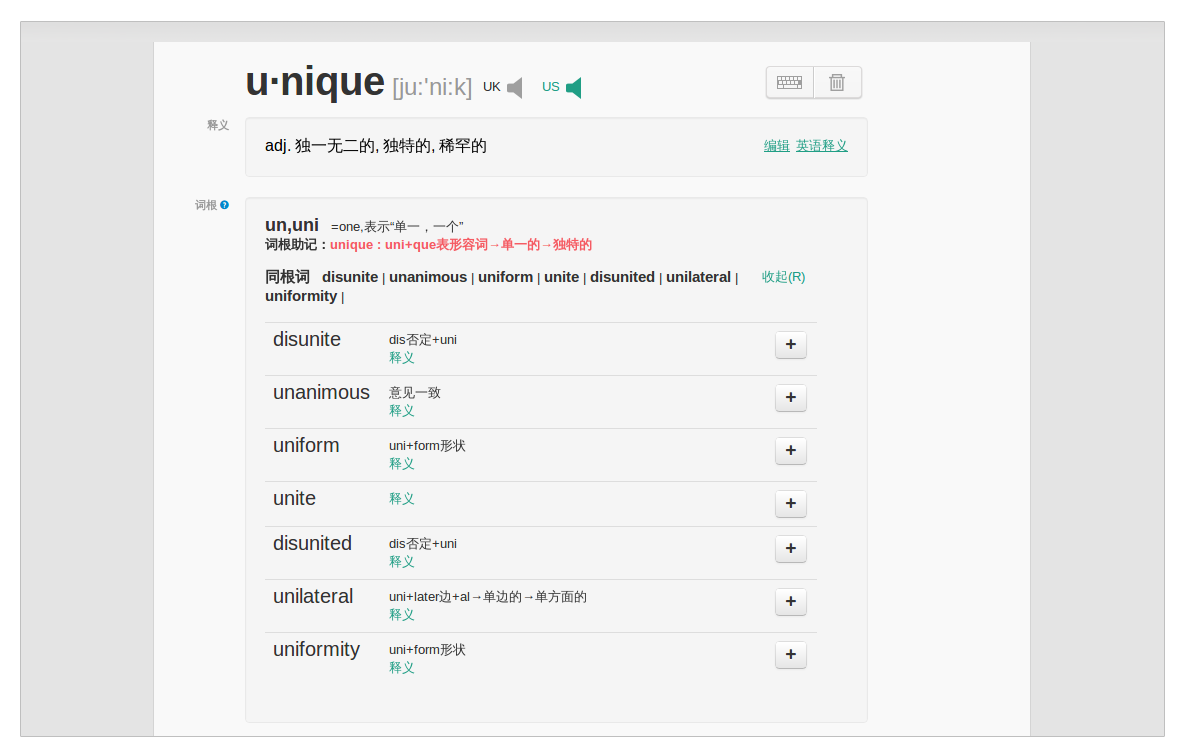 u·nique [ju:'ni:k] UK US
释义
adj. 独一无二的, 独特的, 稀罕的 编辑 英语释义
词根 ?
un,uni =one,表示“单一，一个”
词根助记：unique : uni+que表形容词→单一的→独特的
同根词 disunite | unanimous | uniform | unite | disunited | unilateral | 收起(R)
uniformity |
disunite dis否定+uni +
释义
unanimous 意见一致 +
释义
uniform uni+form形状 +
释义
unite 释义 +
disunited dis否定+uni +
释义
unilateral uni+later边+al→单边的→单方面的 +
释义
uniformity uni+form形状 +
释义